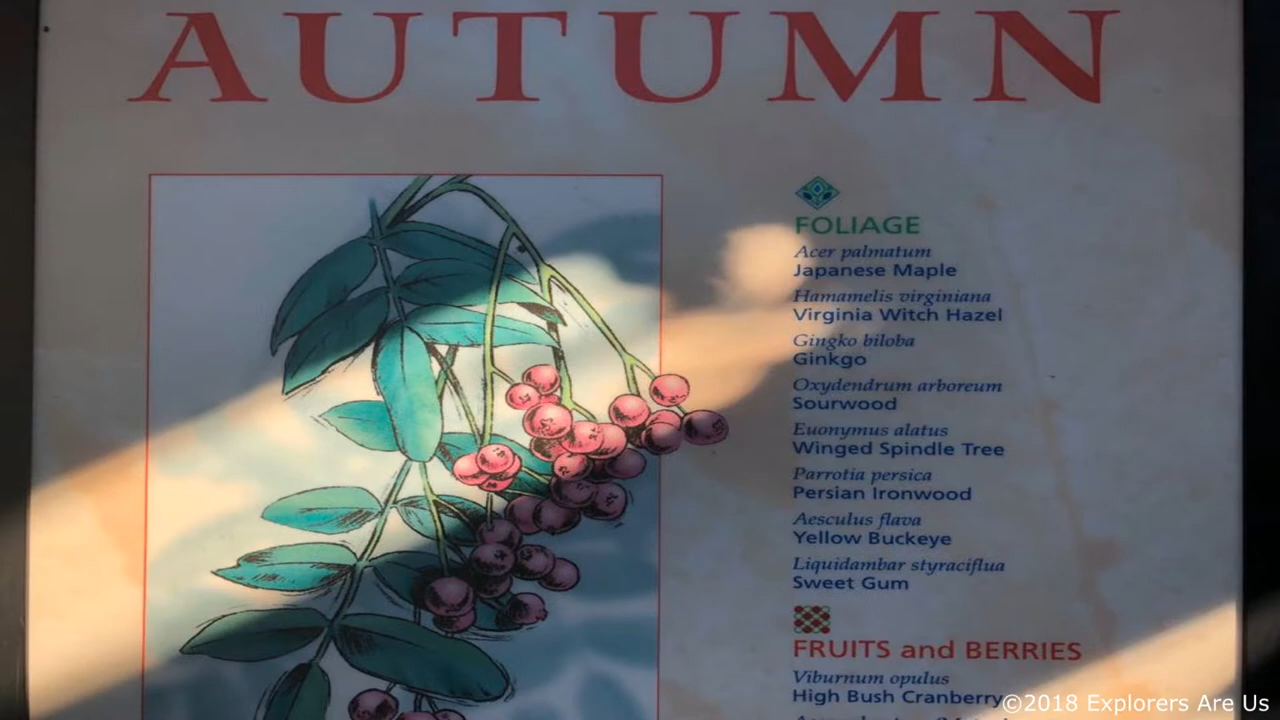 AUTUMN
FOLIAGE
Acer palmatum
Japanese Maple
Hamamelis virginiana
Virginia Witch Hazel
Gingko biloba
Ginkgo
Oxydendrum arboreum
Sourwood
Euonymus alatus
Winged Spindle Tree
Parrotia persica
Persian Ironwood
Aesculus flava
Yellow Buckeye
Liquidambar styraciflua
Sweet Gum
FRUITS and BERRIES
Viburnum opulus
High Bush Cranberry
©2018 Explorers Are Us